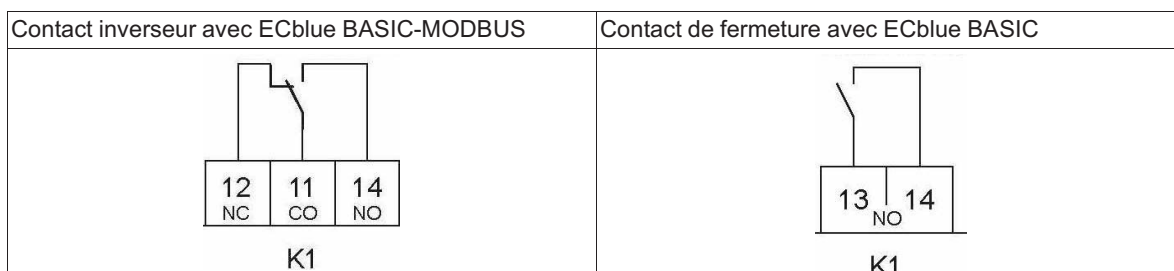 Contact inverseur avec ECblue BASIC-MODBUS
Contact de fermeture avec ECblue BASIC
12 11 14
NC CO NO
K1
13 14
NO
K1